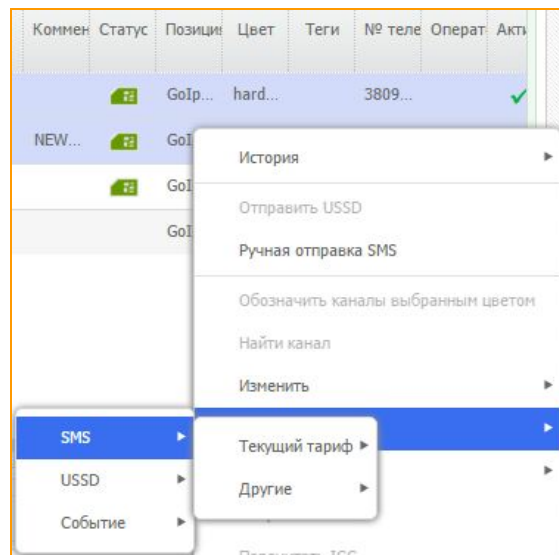 Коммен Статус Позиция Цвет Теги № теле Операт Акти
GoIp... hard... 3809...
NEW... GoI
История
GoI
Отправить USSD
GoI
Ручная отправка SMS
Обозначить каналы выбранным цветом
Найти канал
Изменить
SMS
Текущий тариф
USSD
Другие
Событие